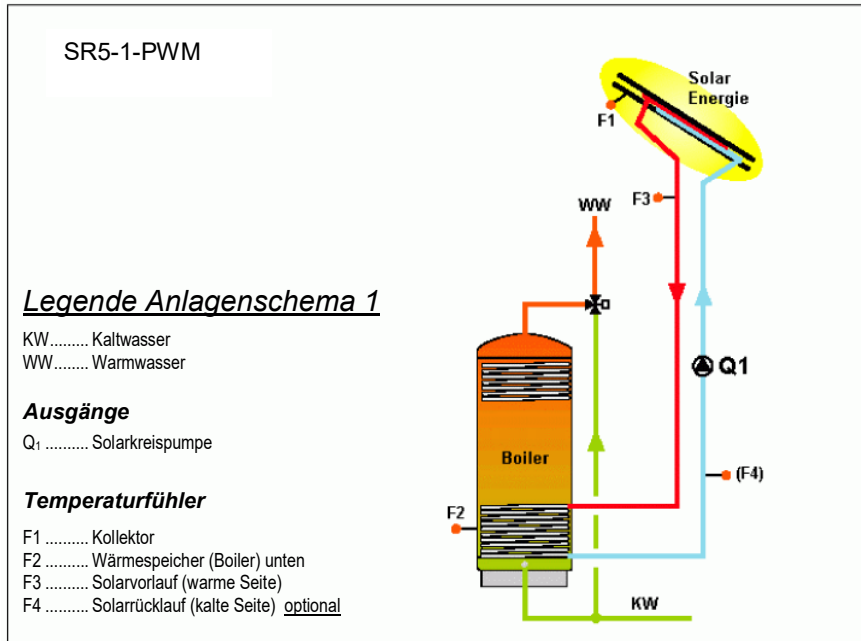 SR5-1-PWM
Solar
Energie
F1
F3
WW
Legende Anlagenschema 1
KW......... Kaltwasser
WW........ Warmwasser
Q1
Ausgänge
Q₁ .......... Solarkreispumpe
Boiler
(F4)
Temperaturfühler
F2
F1 .......... Kollektor
F2 .......... Wärmespeicher (Boiler) unten
F3 .......... Solarvorlauf (warme Seite)
F4 .......... Solarrücklauf (kalte Seite) optional
KW